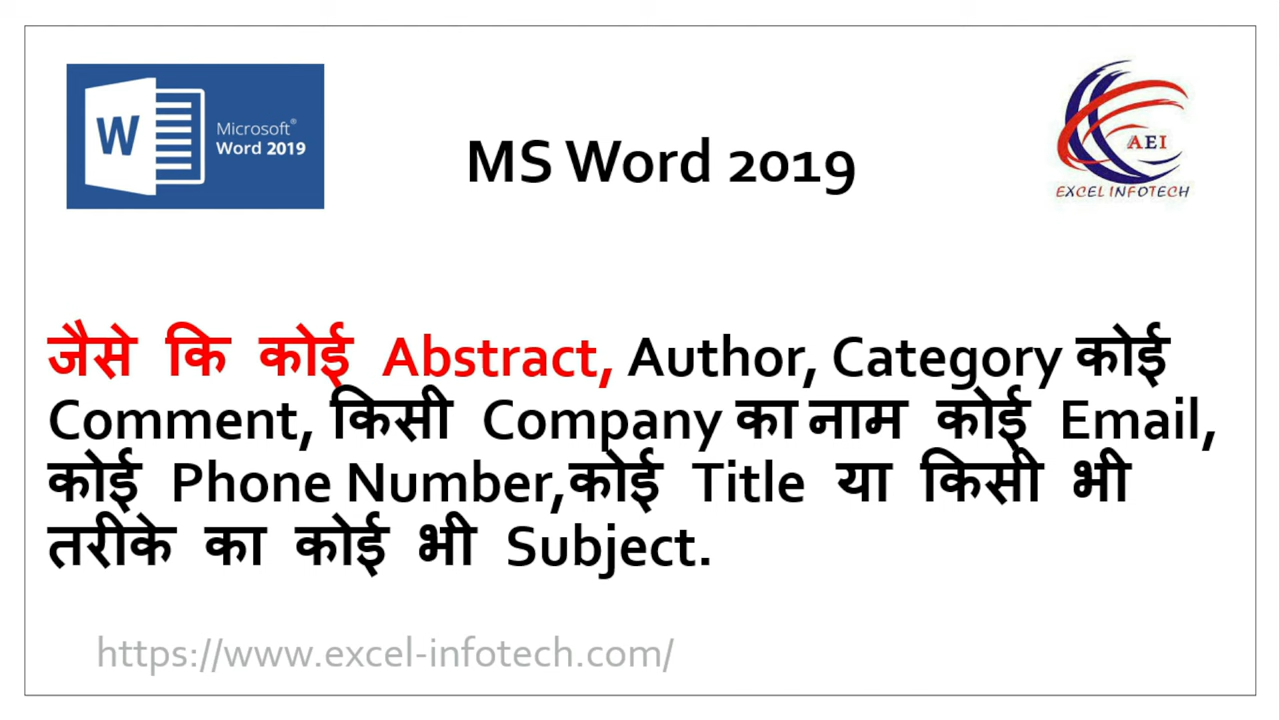 W
Microsoft®
Word 2019
MS Word 2019
AEI
EXCEL INFOTECH
जैसे कि कोई Abstract, Author, Category कोई
Comment, किसी Company का नाम कोई Email,
कोई Phone Number,कोई Title या किसी भी
तरीके का कोई भी Subject.
https://www.excel-infotech.com/